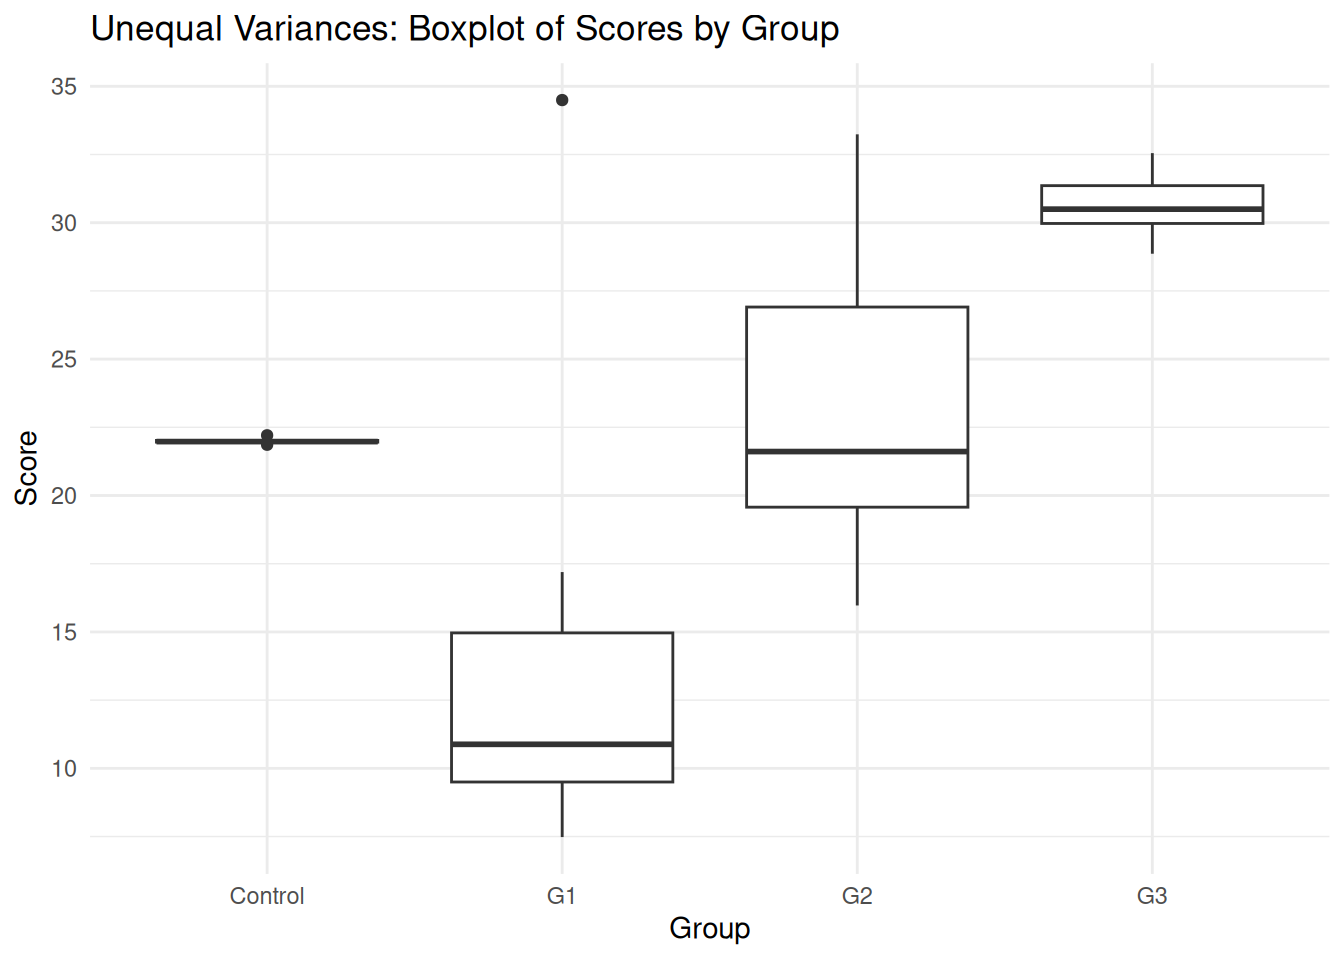 Unequal Variances: Boxplot of Scores by Group
35
30
25
20
15
10
Score
Control
G1
G2
G3
Group